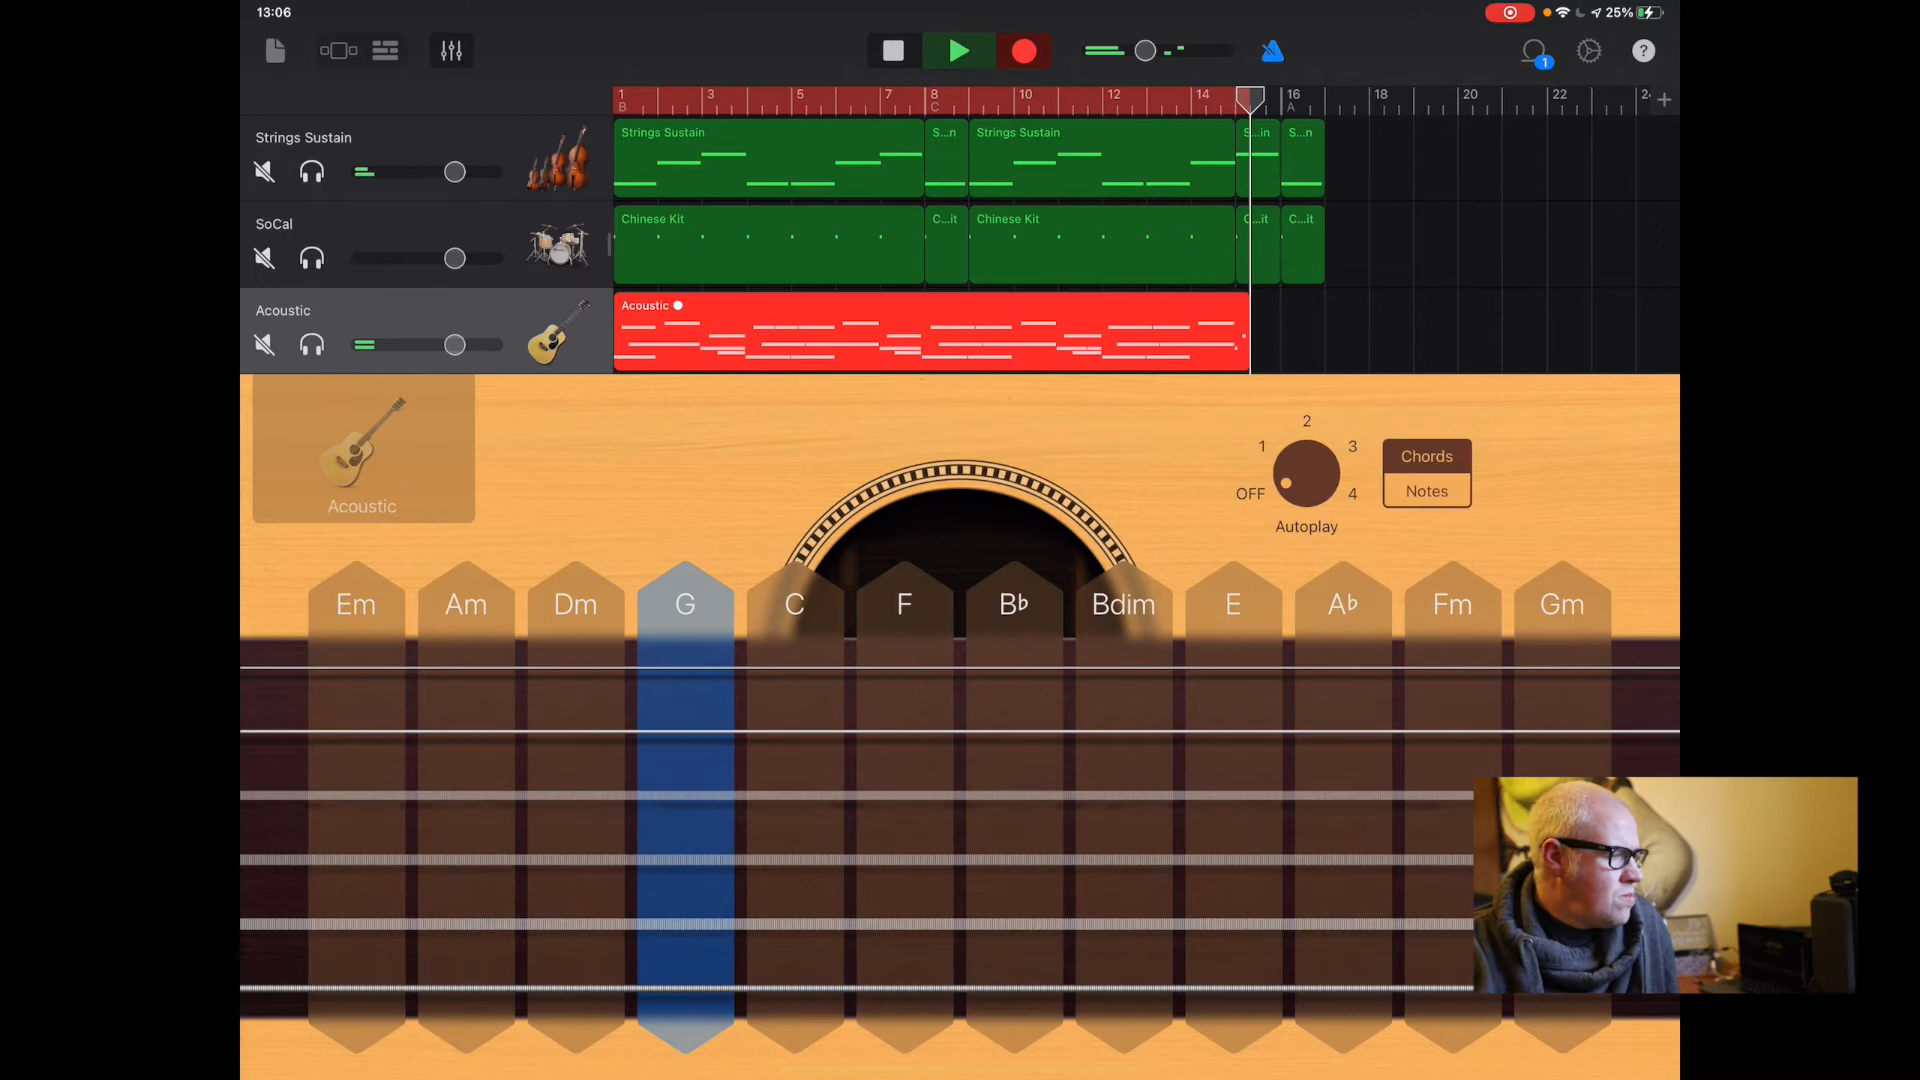 13:06
25%
1
?
1 3 5 7 8 10 12 14 16 18 20 22
B C A
Strings Sustain
Strings Sustain S...n Strings Sustain S...in S...n
SoCal
Chinese Kit C...it Chinese Kit C...it C...it
Acoustic
Acoustic
2
1 3
OFF 4
Autoplay
Chords
Notes
Acoustic
Em Am Dm G C F B♭ Bdim E A♭ Fm Gm